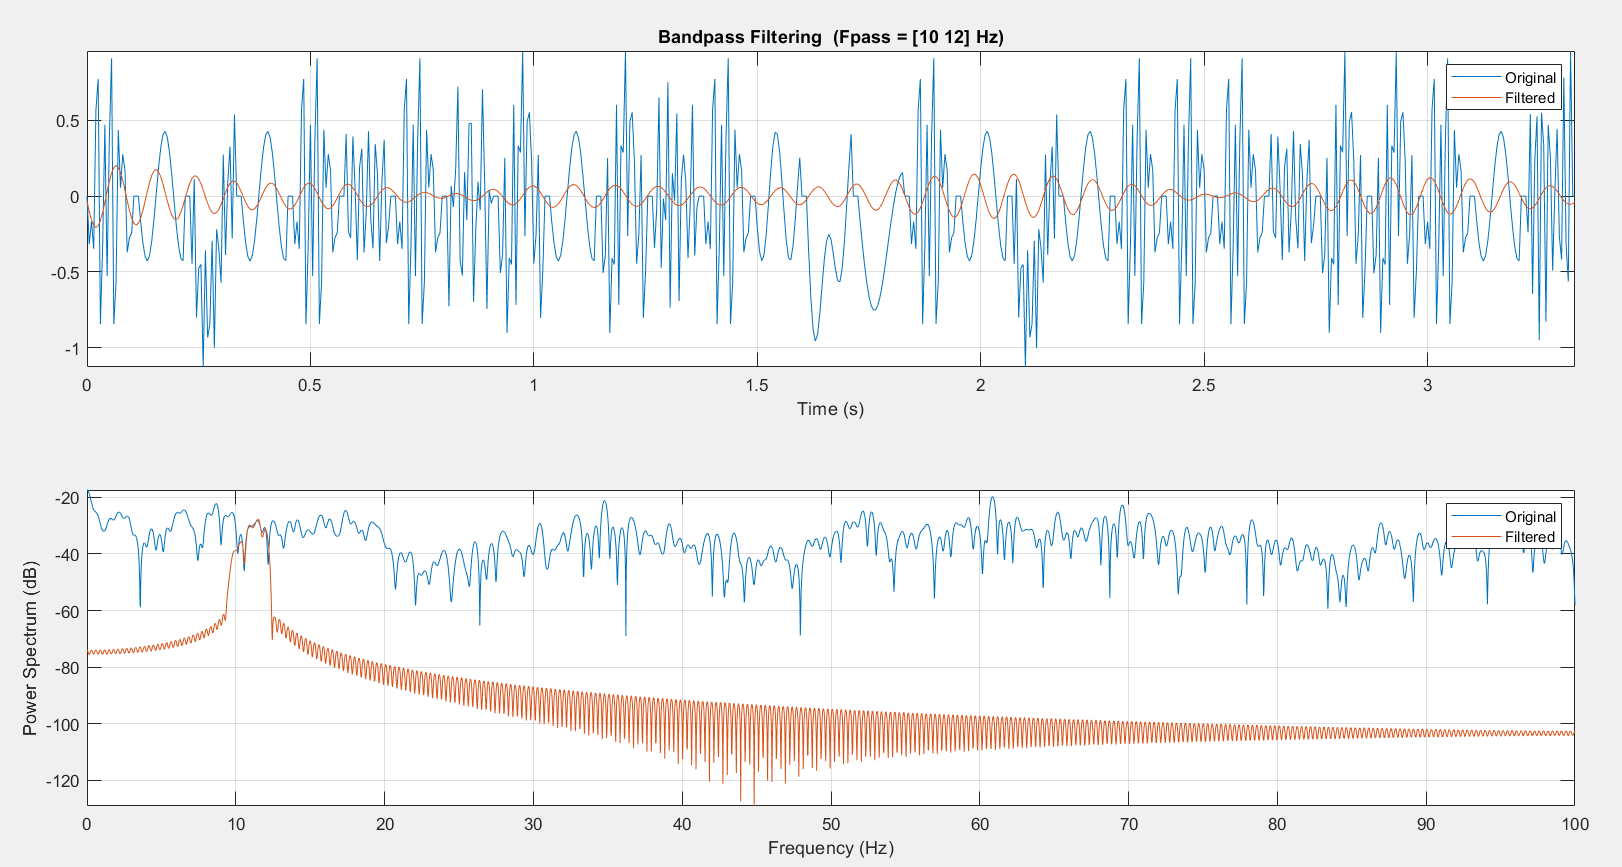 Bandpass Filtering (Fpass = [10 12] Hz)
Original
Filtered
0.5
0
-0.5
-1
0 0.5 1 1.5 2 2.5 3
Time (s)
Original
Filtered
-20
-40
-60
-80
-100
-120
Power Spectrum (dB)
0 10 20 30 40 50 60 70 80 90 100
Frequency (Hz)